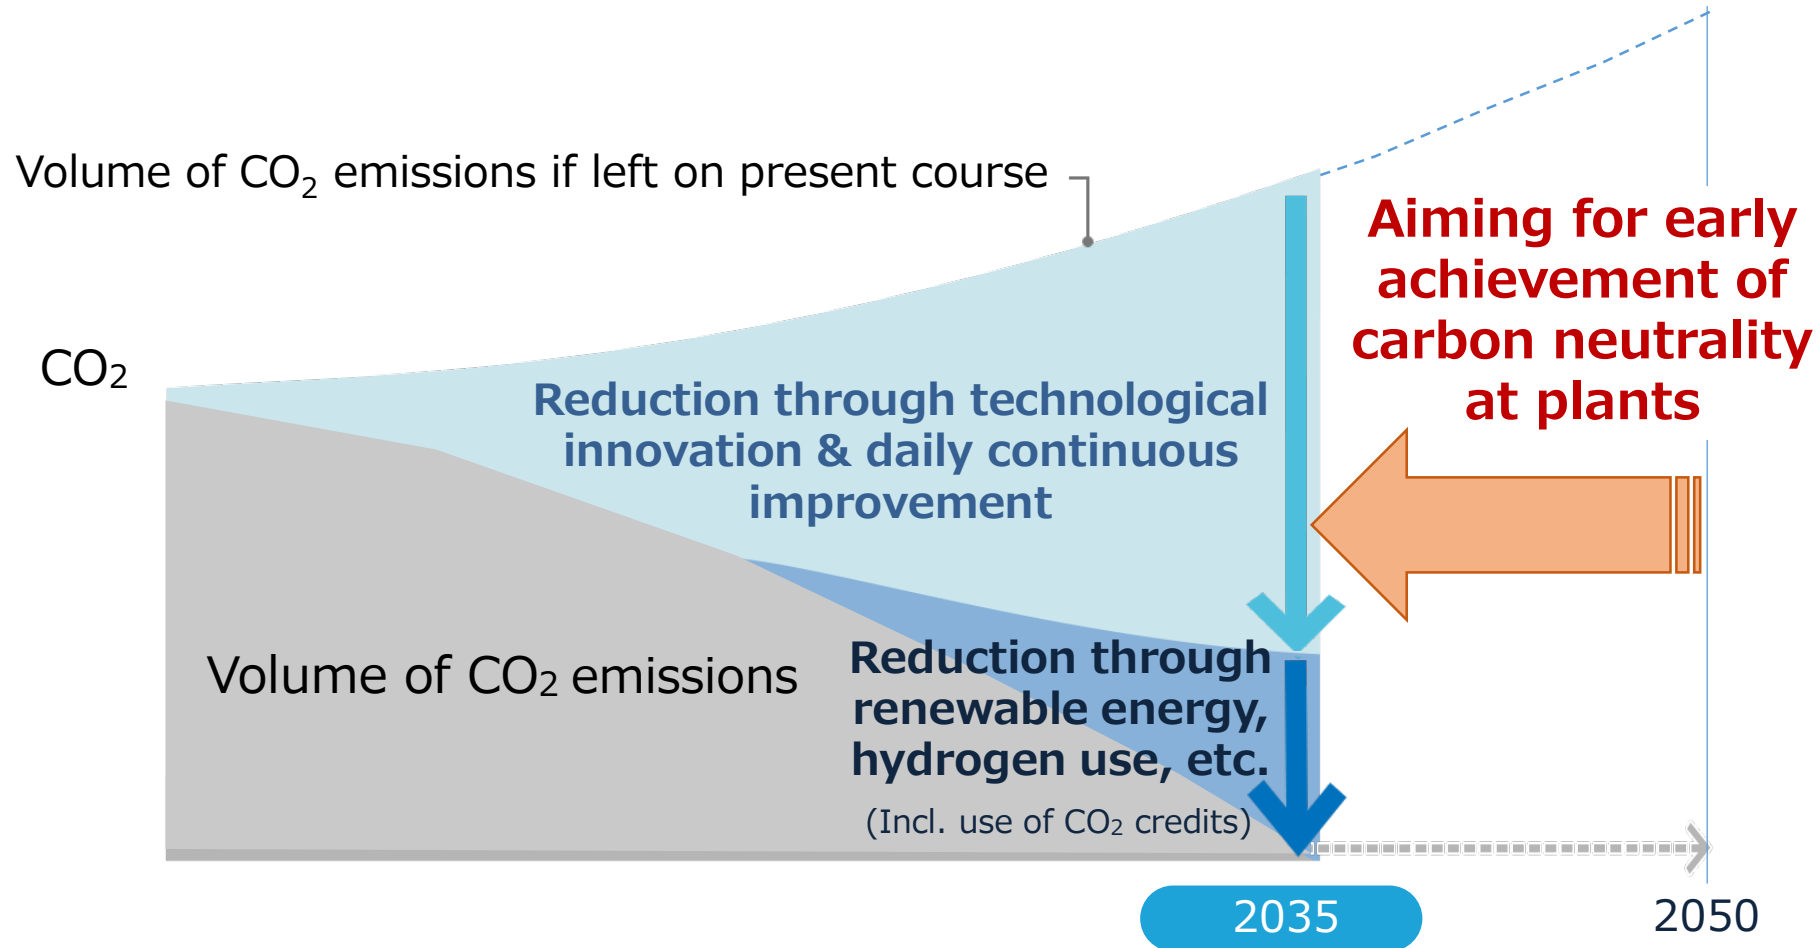 Volume of CO₂ emissions if left on present course
Aiming for early
achievement of
carbon neutrality
at plants
CO₂
Reduction through technological
innovation & daily continuous
improvement
Volume of CO₂ emissions
Reduction through
renewable energy,
hydrogen use, etc.
(Incl. use of CO₂ credits)
2035
2050